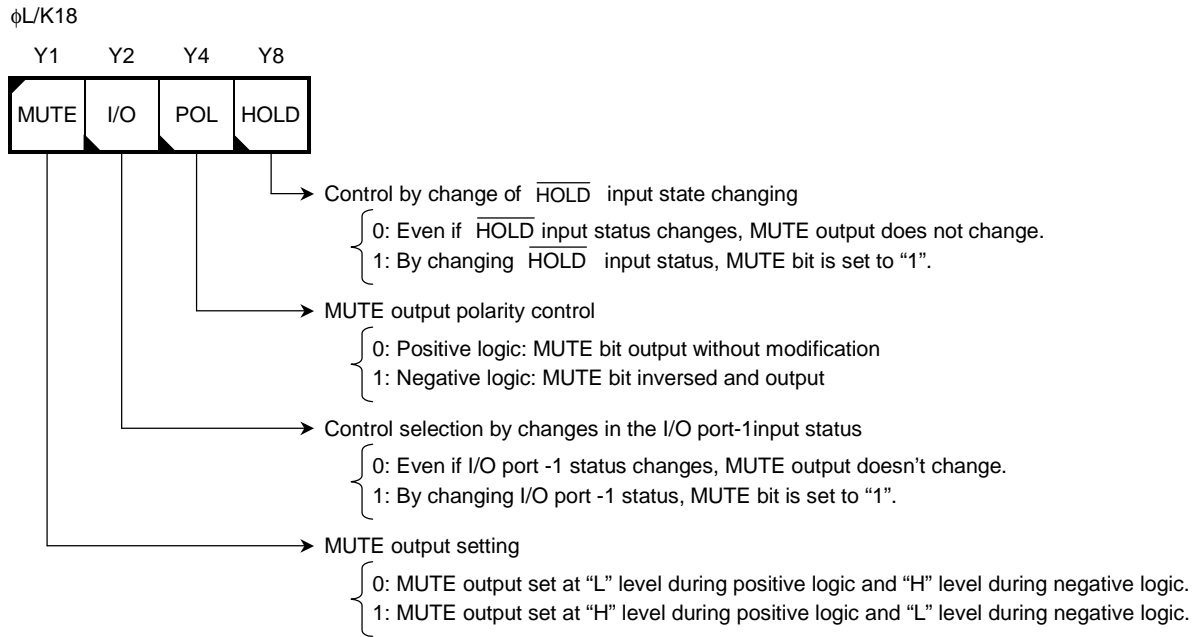 ϕL/K18
Y1 Y2 Y4 Y8
MUTE I/O POL HOLD
Control by change of HOLD input state changing
0: Even if HOLD input status changes, MUTE output does not change.
1: By changing HOLD input status, MUTE bit is set to “1”.
MUTE output polarity control
0: Positive logic: MUTE bit output without modification
1: Negative logic: MUTE bit inversed and output
Control selection by changes in the I/O port-1input status
0: Even if I/O port -1 status changes, MUTE output doesn’t change.
1: By changing I/O port -1 status, MUTE bit is set to “1”.
MUTE output setting
0: MUTE output set at “L” level during positive logic and “H” level during negative logic.
1: MUTE output set at “H” level during positive logic and “L” level during negative logic.